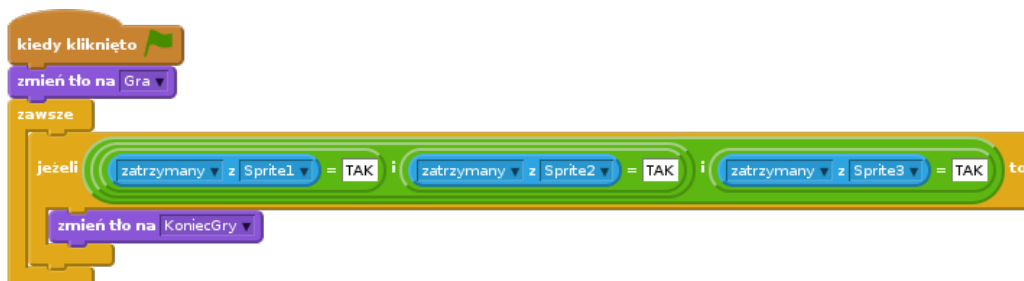 kiedy kliknięto
zmień tło na Gra
zawsze
jeżeli zatrzymany z Sprite1 = TAK i zatrzymany z Sprite2 = TAK i zatrzymany z Sprite3 = TAK to
zmień tło na KoniecGry